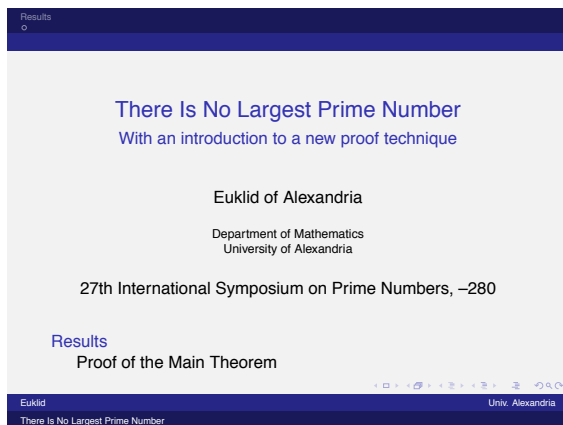 Results
There Is No Largest Prime Number
With an introduction to a new proof technique
Euklid of Alexandria
Department of Mathematics
University of Alexandria
27th International Symposium on Prime Numbers, –280
Results
Proof of the Main Theorem
Euklid Univ. Alexandria
There Is No Largest Prime Number